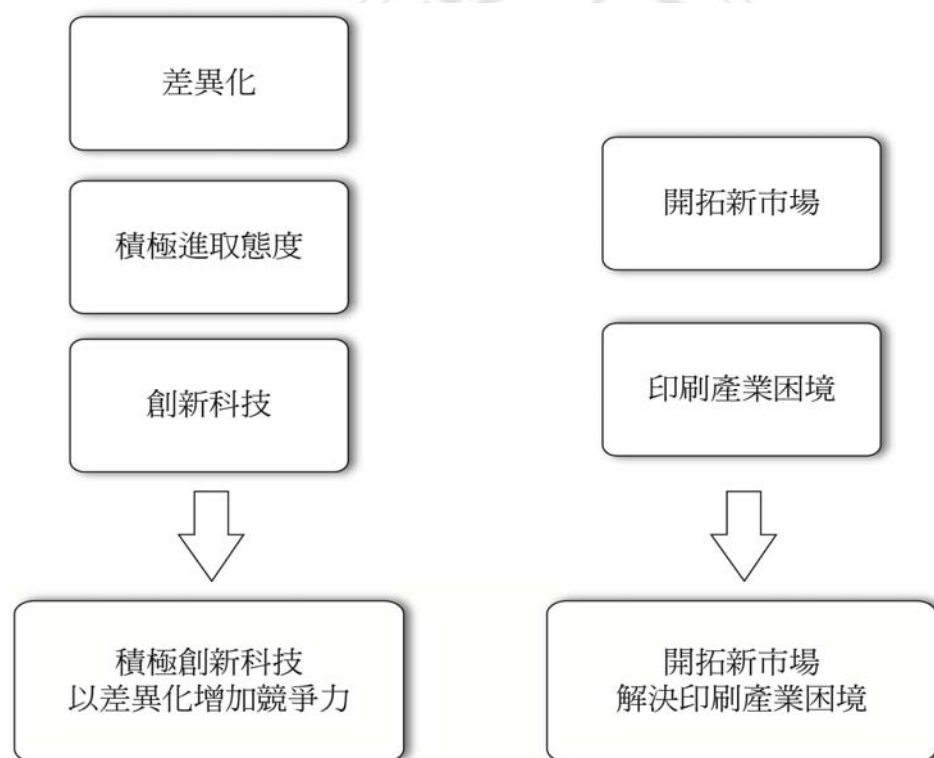 差異化
積極進取態度
創新科技
積極創新科技
以差異化增加競爭力
開拓新市場
印刷產業困境
開拓新市場
解決印刷產業困境